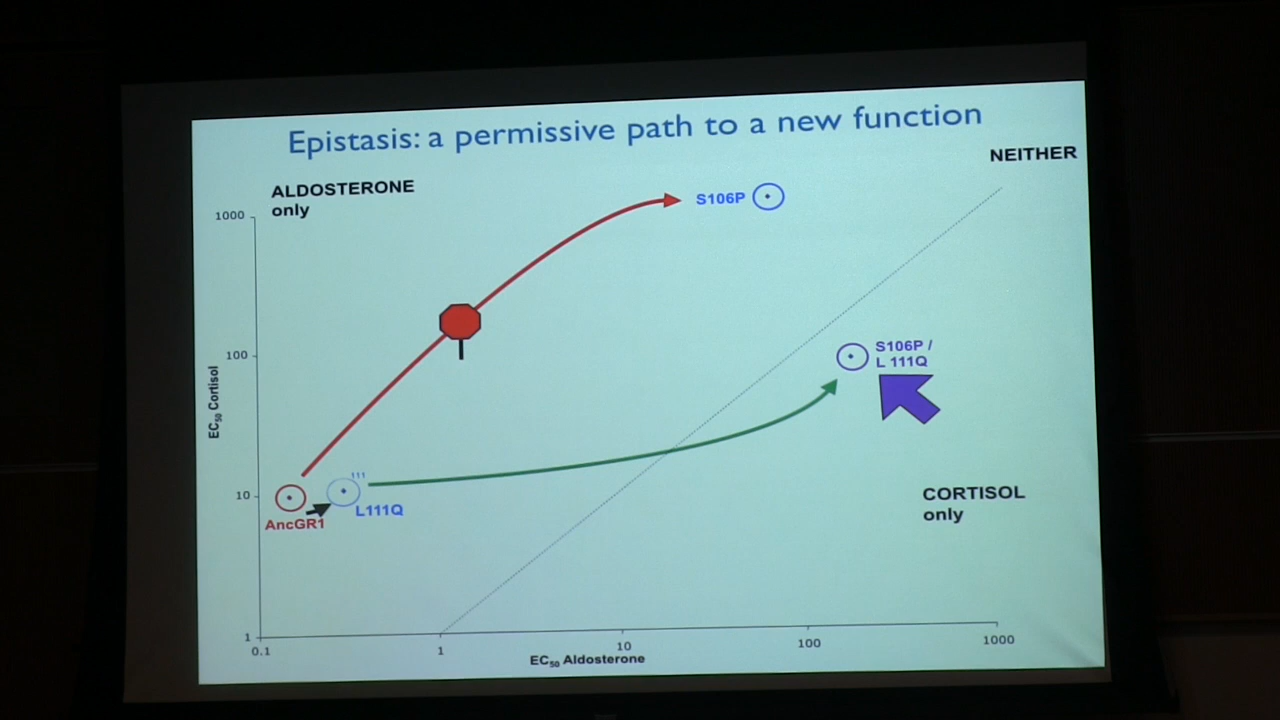 Epistasis: a permissive path to a new function
NEITHER
ALDOSTERONE
only
S106P
1000
S106P /
L 111Q
100
EC50 Cortisol
111
10
L111Q
AncGR1
CORTISOL
only
1
0.1
1
10
100
1000
EC50 Aldosterone